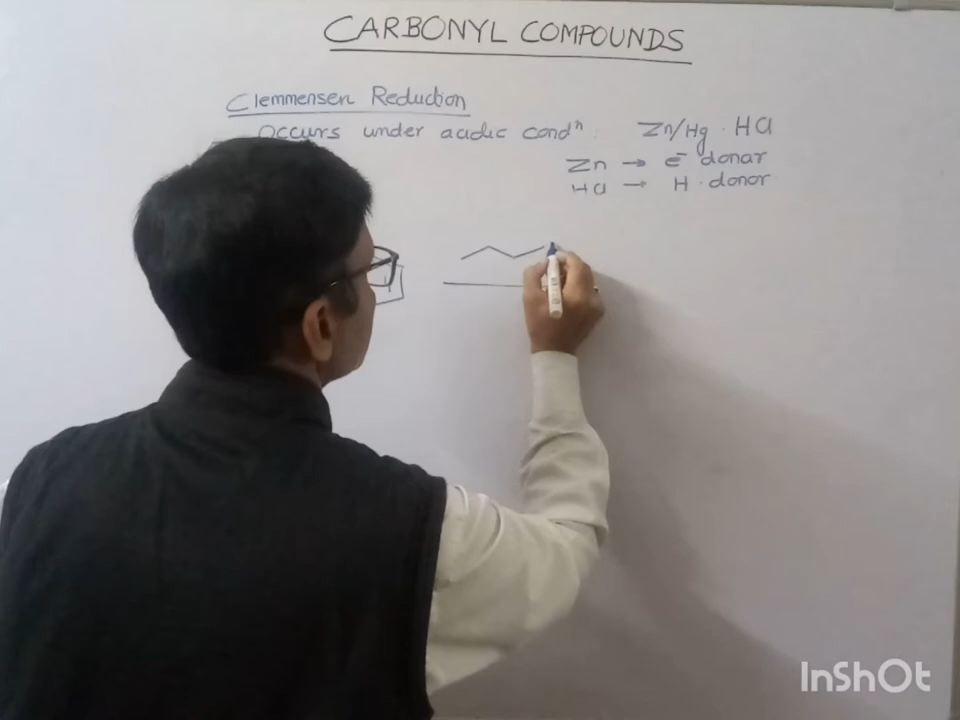 CARBONYL COMPOUNDS
Clemmensen Reduction
Occurs under acidic condⁿ: Zn/Hg · HCl
Zn → e⁻ donar
HCl → H · donor
InShOt